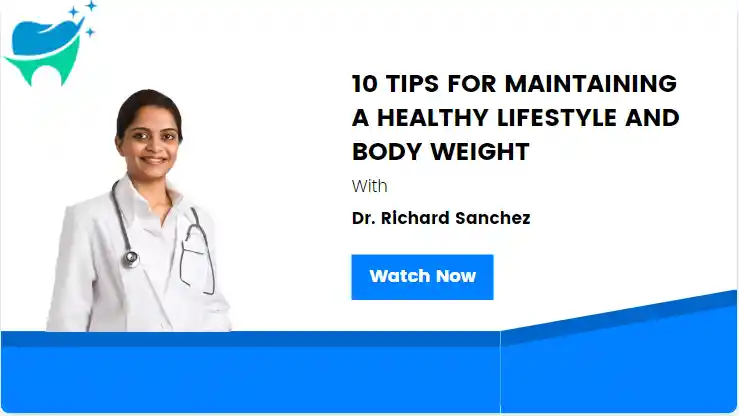 10 TIPS FOR MAINTAINING
A HEALTHY LIFESTYLE AND
BODY WEIGHT
With
Dr. Richard Sanchez
Watch Now